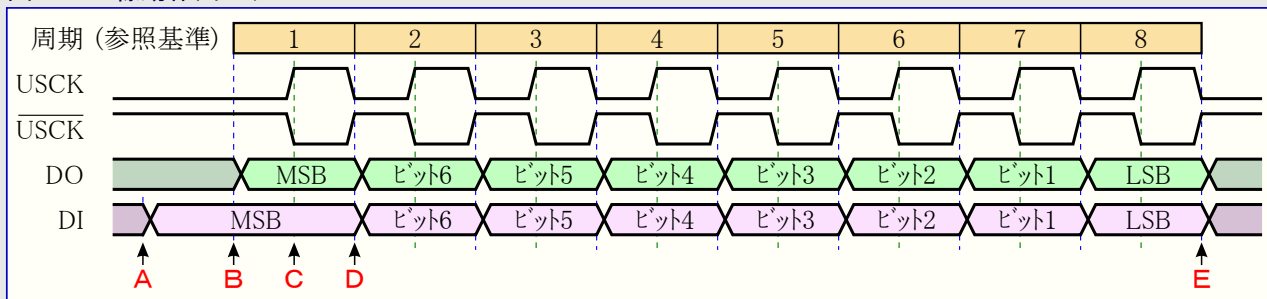 周期 (参照基準) 1 2 3 4 5 6 7 8
USCK
USCK
DO MSB ﾋﾞｯﾄ6 ﾋﾞｯﾄ5 ﾋﾞｯﾄ4 ﾋﾞｯﾄ3 ﾋﾞｯﾄ2 ﾋﾞｯﾄ1 LSB
DI MSB ﾋﾞｯﾄ6 ﾋﾞｯﾄ5 ﾋﾞｯﾄ4 ﾋﾞｯﾄ3 ﾋﾞｯﾄ2 ﾋﾞｯﾄ1 LSB
A B C D E